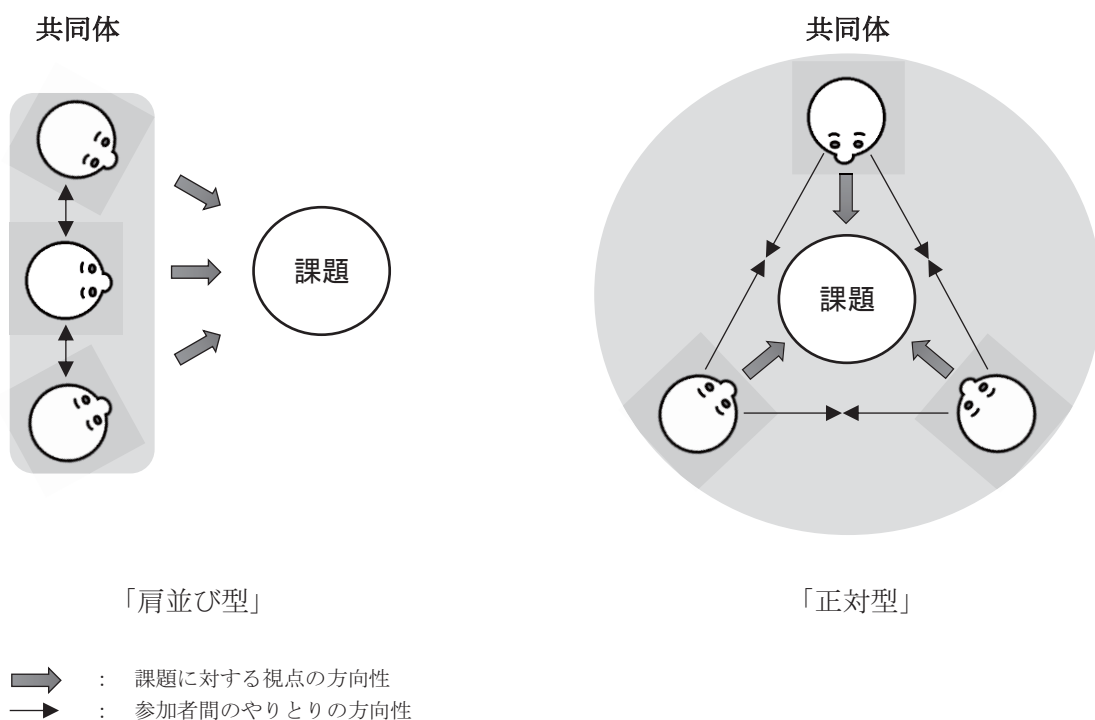 共同体
共同体
課題
課題
「肩並び型」
「正対型」
： 課題に対する視点の方向性
： 参加者間のやりとりの方向性